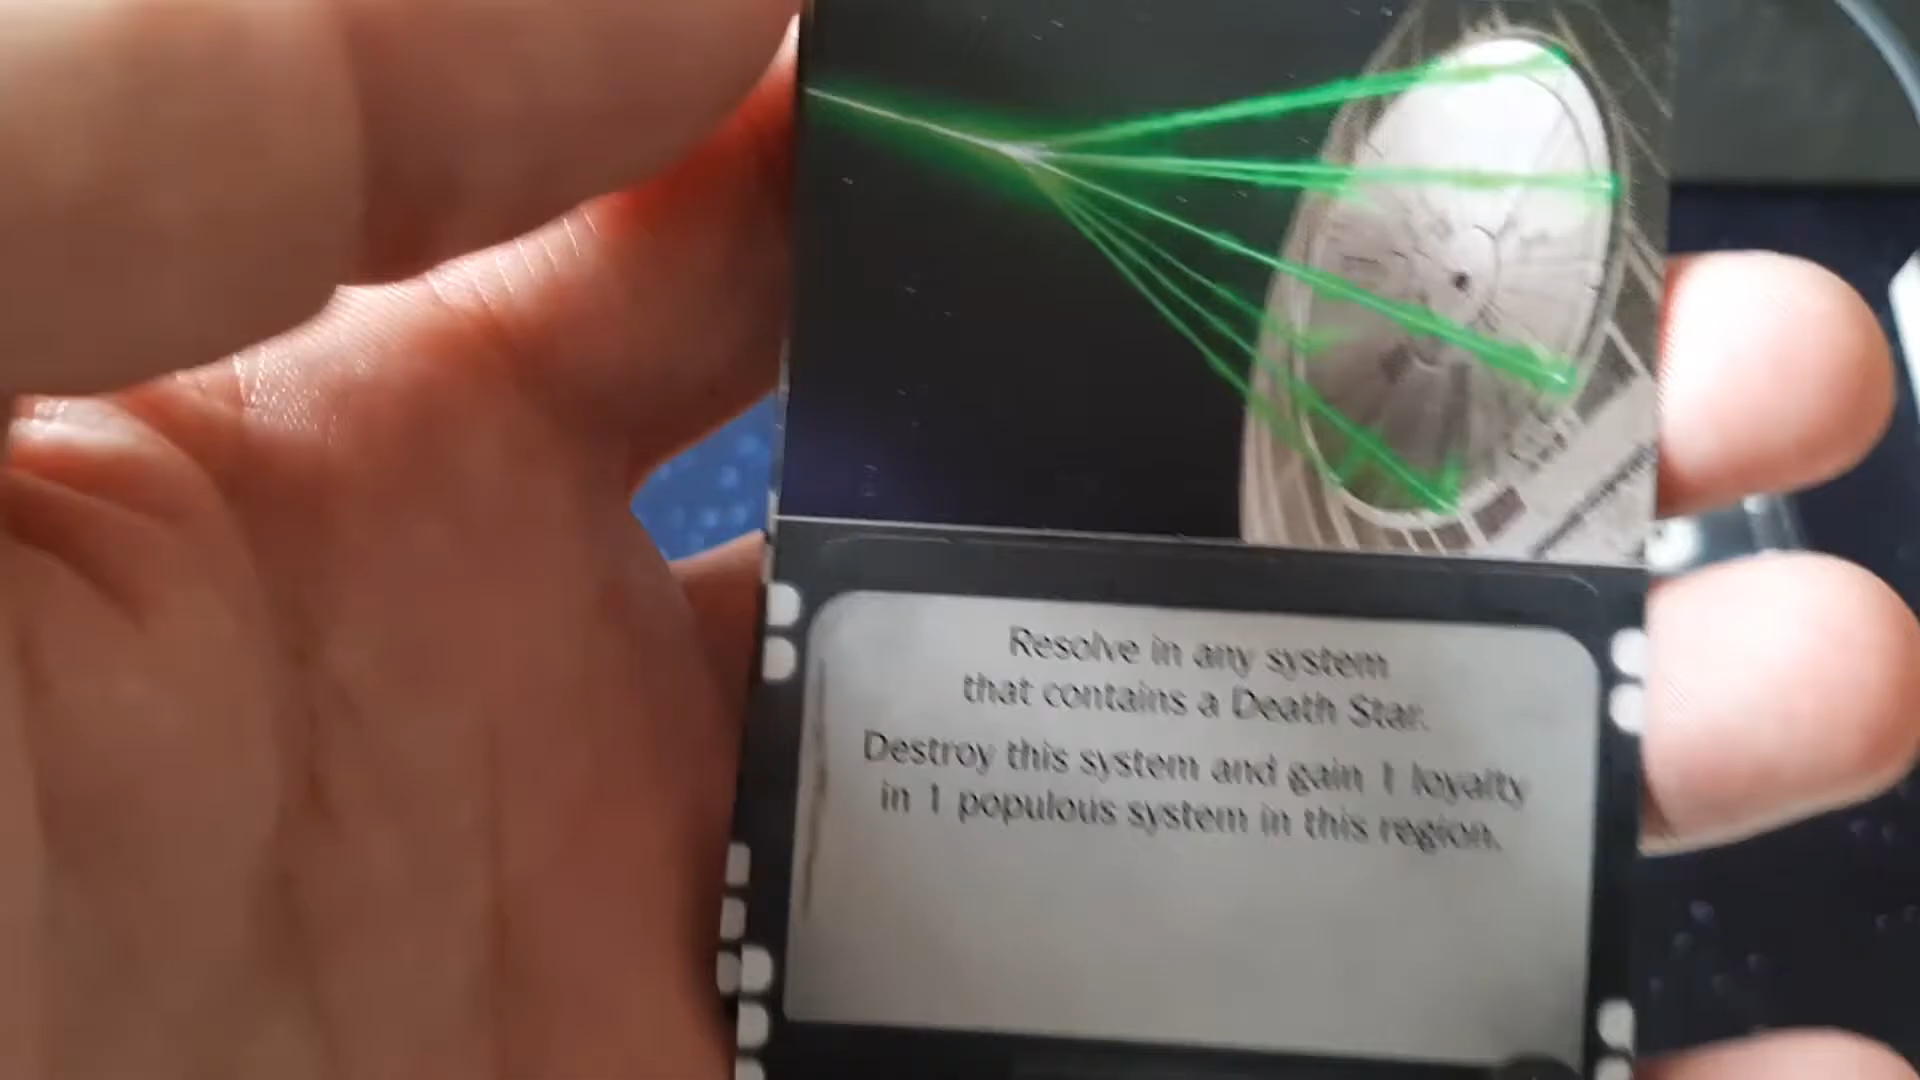 Resolve in any system
that contains a Death Star.
Destroy this system and gain 1 loyalty
in 1 populous system in this region.